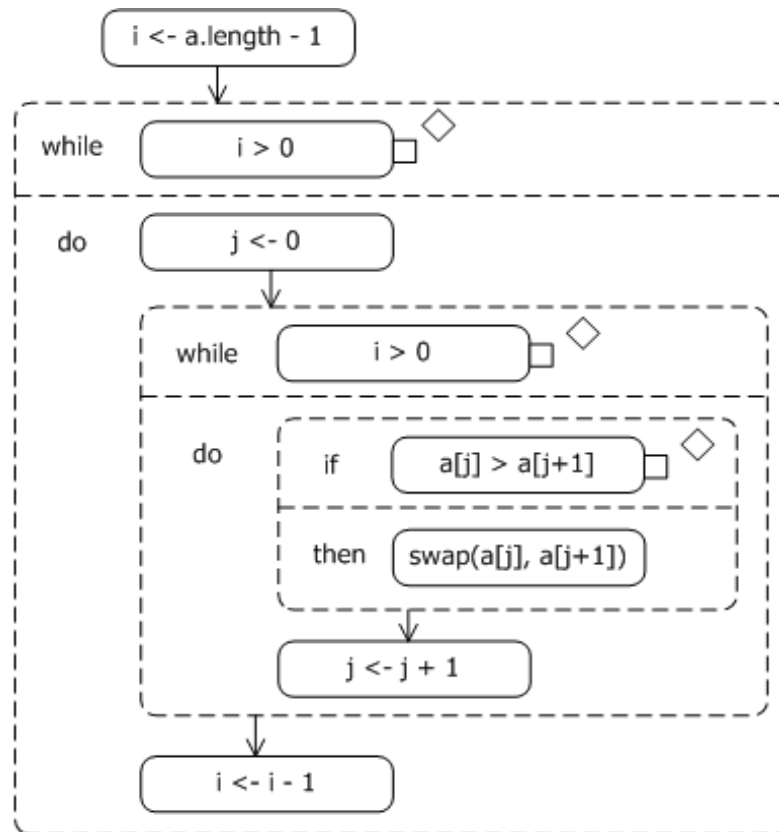 i <- a.length - 1
while i > 0
do j <- 0
while i > 0
do if a[j] > a[j+1]
then swap(a[j], a[j+1])
j <- j + 1
i <- i - 1